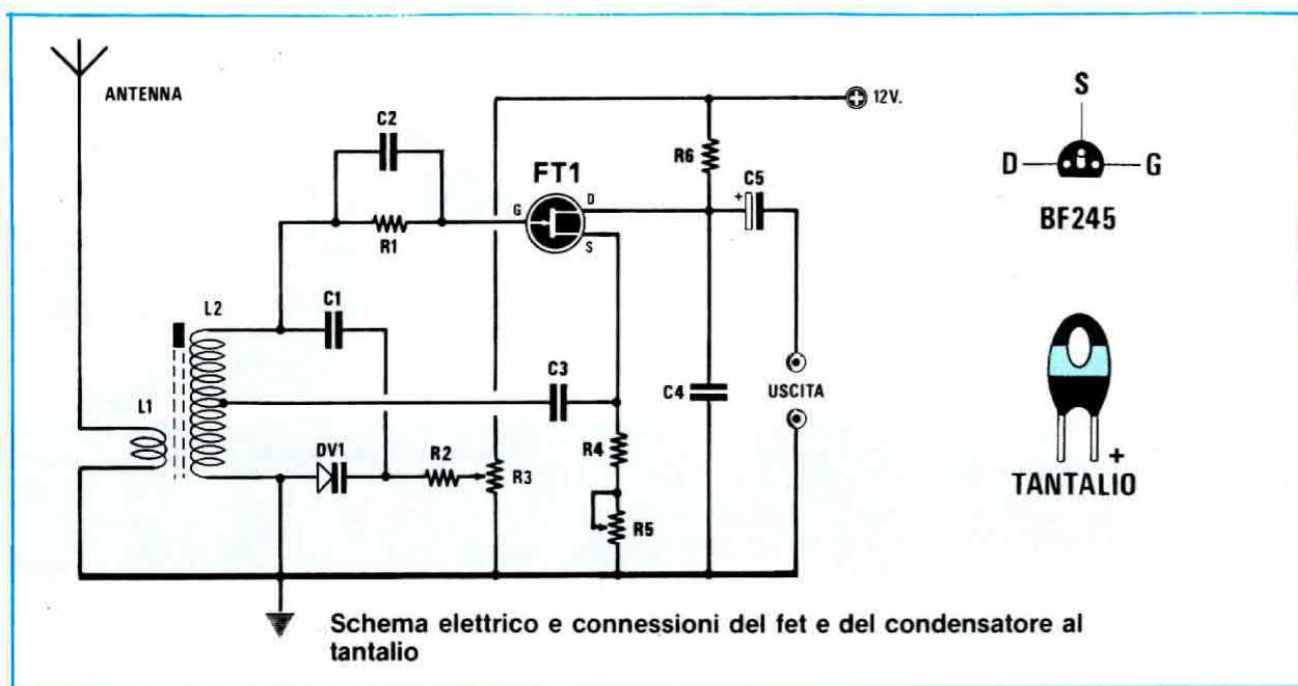 ANTENNA
C2
R1
G
FT1
D
S
12V.
R6
C5
+
L2
C1
L1
C3
DV1
R2
R3
R4
R5
C4
USCITA
S
D
G
BF245
+
TANTALIO
Schema elettrico e connessioni del fet e del condensatore al
tantalio